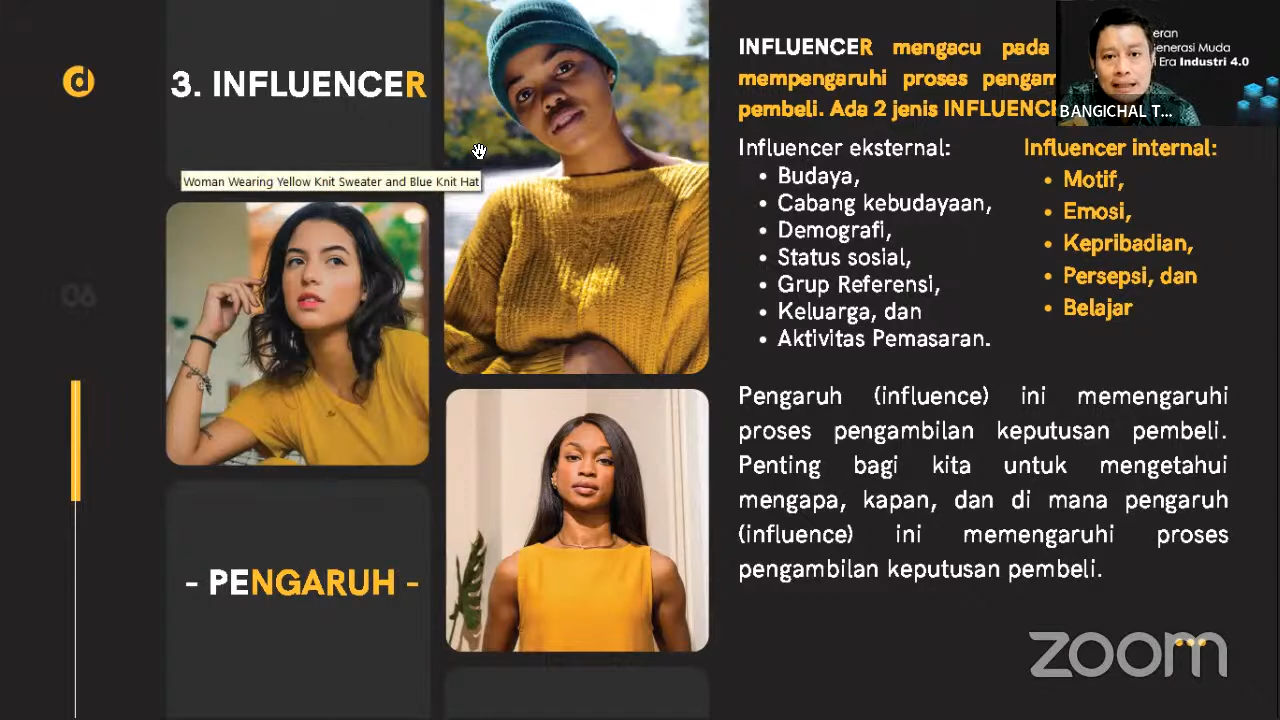 3. INFLUENCER
Woman Wearing Yellow Knit Sweater and Blue Knit Hat
06
- PENGARUH -
INFLUENCER mengacu pada
mempengaruhi proses
pembeli. Ada 2 jenis
Influencer eksternal:
Budaya,
Cabang kebudayaan,
Demografi,
Status sosial,
Grup Referensi,
Keluarga, dan
Aktivitas Pemasaran.
Influencer internal:
Motif,
Emosi,
Kepribadian,
Persepsi, dan
Belajar
Pengaruh (influence) ini memengaruhi
proses pengambilan keputusan pembeli.
Penting bagi kita untuk mengetahui
mengapa, kapan, dan di mana pengaruh
(influence) ini memengaruhi proses
pengambilan keputusan pembeli.
Generasi Muda
Era Industri 4.0
BANGICHAL T...
zoom